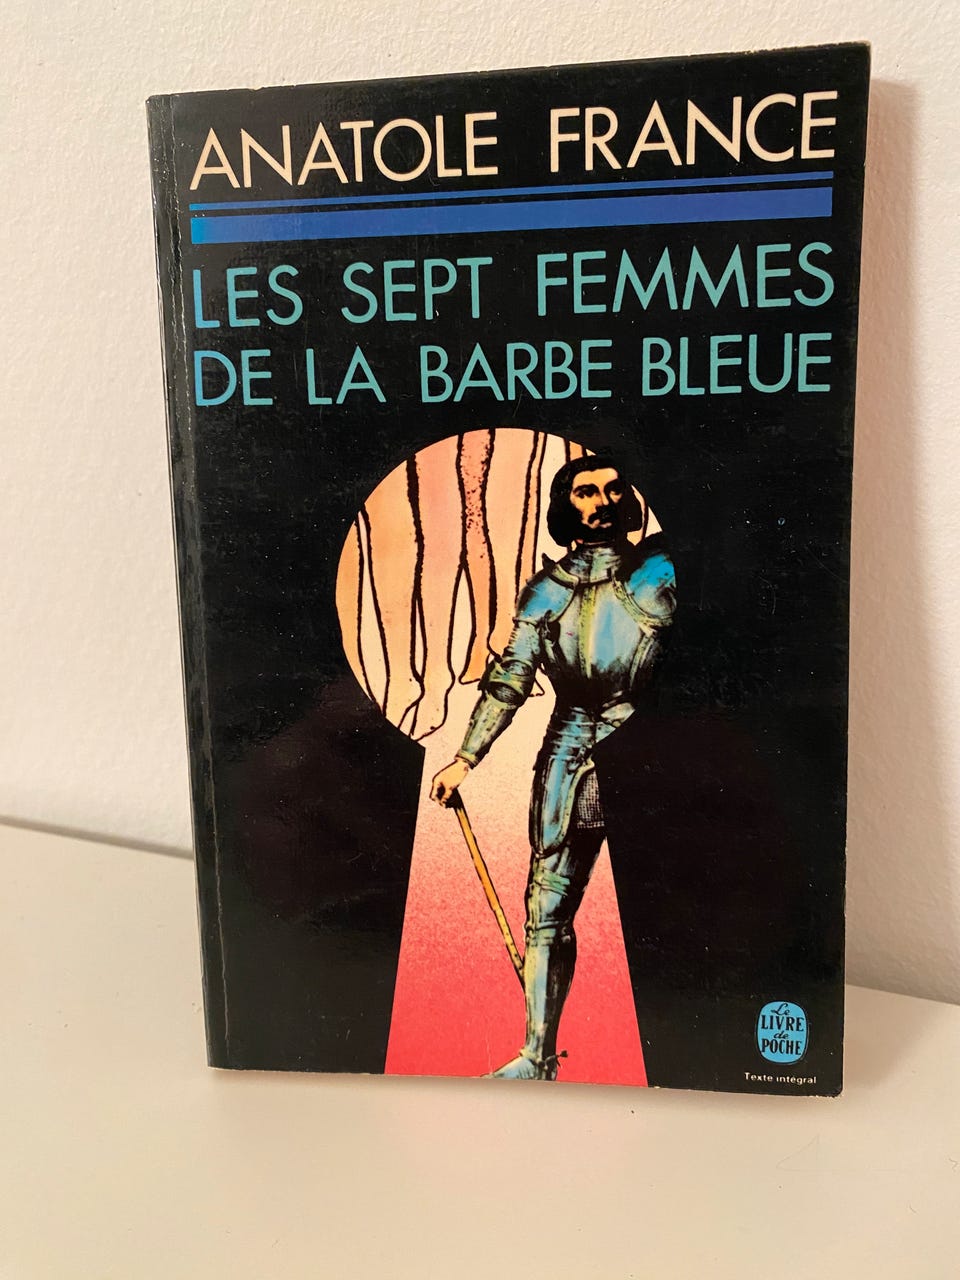 ANATOLE FRANCE
LES SEPT FEMMES
DE LA BARBE BLEUE
Le
LIVRE
de
POCHE
Texte intégral